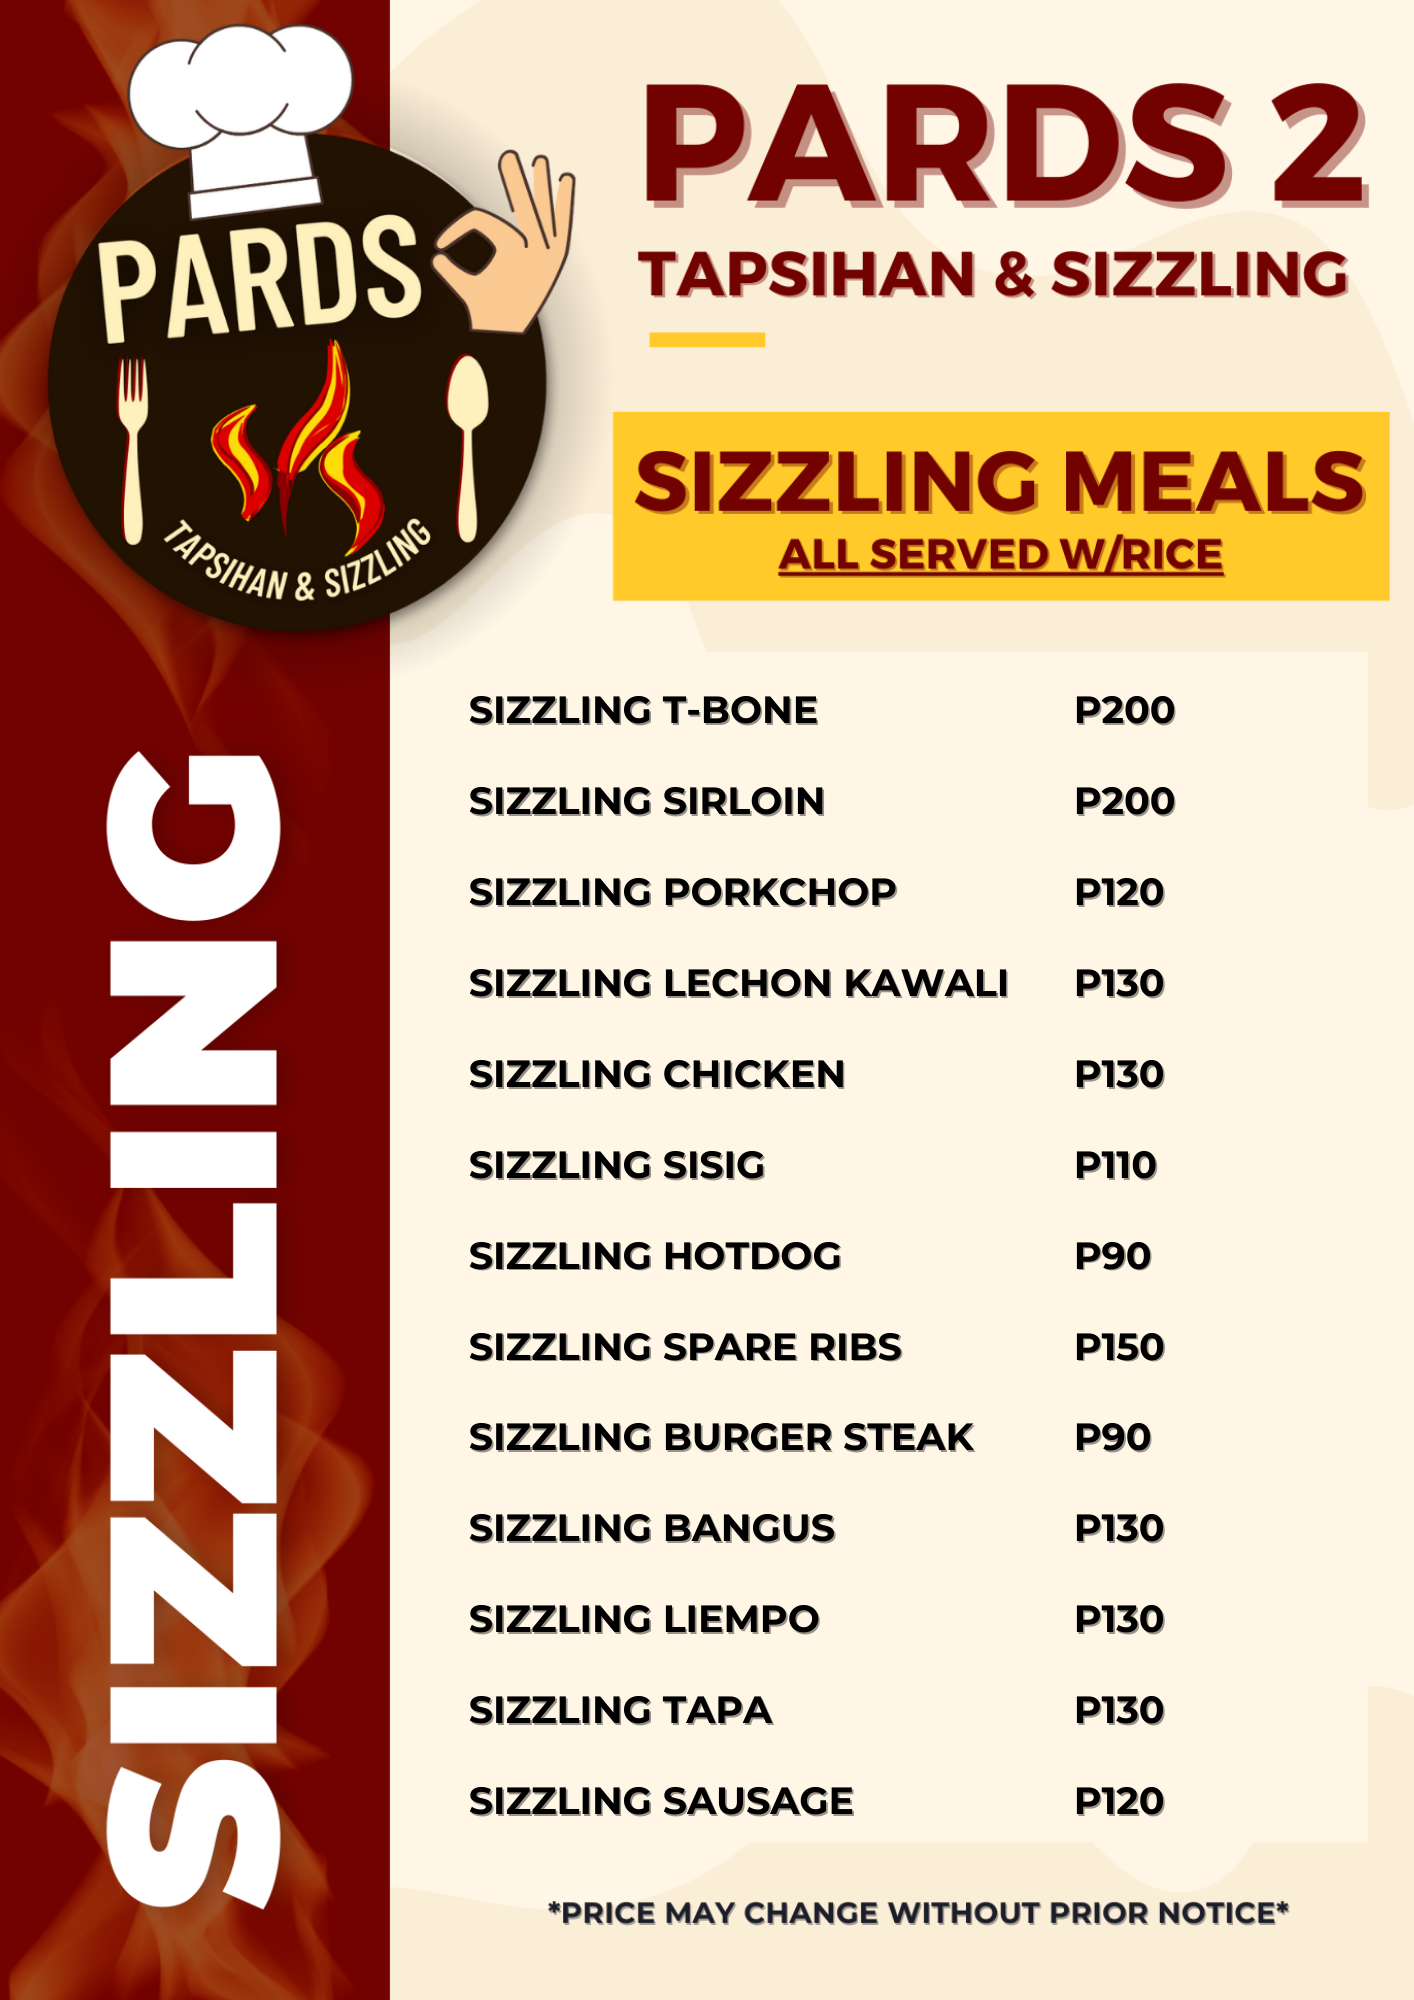 PARDS
TAPSIHAN & SIZZLING
PARDS 2
TAPSIHAN & SIZZLING
SIZZLING MEALS
ALL SERVED W/RICE
SIZZLING
SIZZLING T-BONE P200
SIZZLING SIRLOIN P200
SIZZLING PORKCHOP P120
SIZZLING LECHON KAWALI P130
SIZZLING CHICKEN P130
SIZZLING SISIG P110
SIZZLING HOTDOG P90
SIZZLING SPARE RIBS P150
SIZZLING BURGER STEAK P90
SIZZLING BANGUS P130
SIZZLING LIEMPO P130
SIZZLING TAPA P130
SIZZLING SAUSAGE P120
*PRICE MAY CHANGE WITHOUT PRIOR NOTICE*